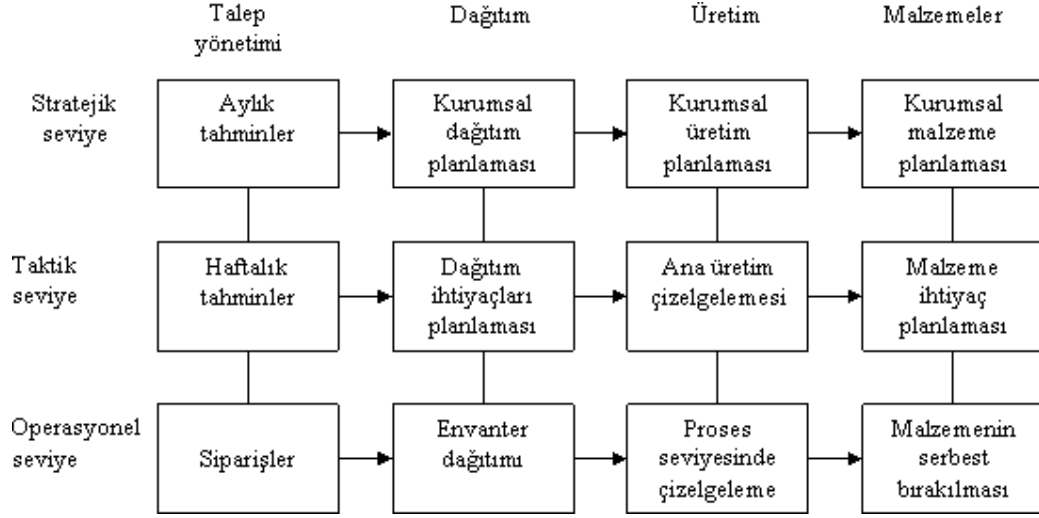 Talep
yönetimi
Dağıtım
Üretim
Malzemeler
Stratejik
seviye
Aylık
tahminler
Kurumsal
dağıtım
planlaması
Kurumsal
üretim
planlaması
Kurumsal
malzeme
planlaması
Taktik
seviye
Haftalık
tahminler
Dağıtım
ihtiyaçları
planlaması
Ana üretim
çizelgelemesi
Malzeme
ihtiyaç
planlaması
Operasyonel
seviye
Siparişler
Envanter
dağıtımı
Proses
seviyesinde
çizelgeleme
Malzemenin
serbest
bırakılması